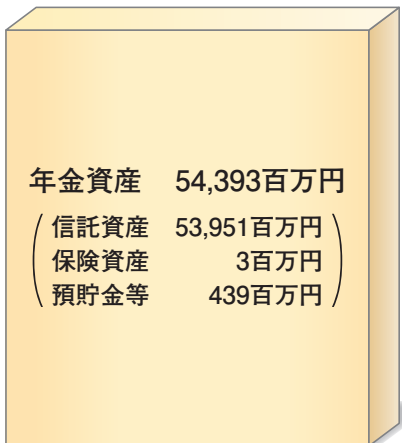 年金資産 54,393百万円
信託資産 53,951百万円
保険資産 3百万円
預貯金等 439百万円